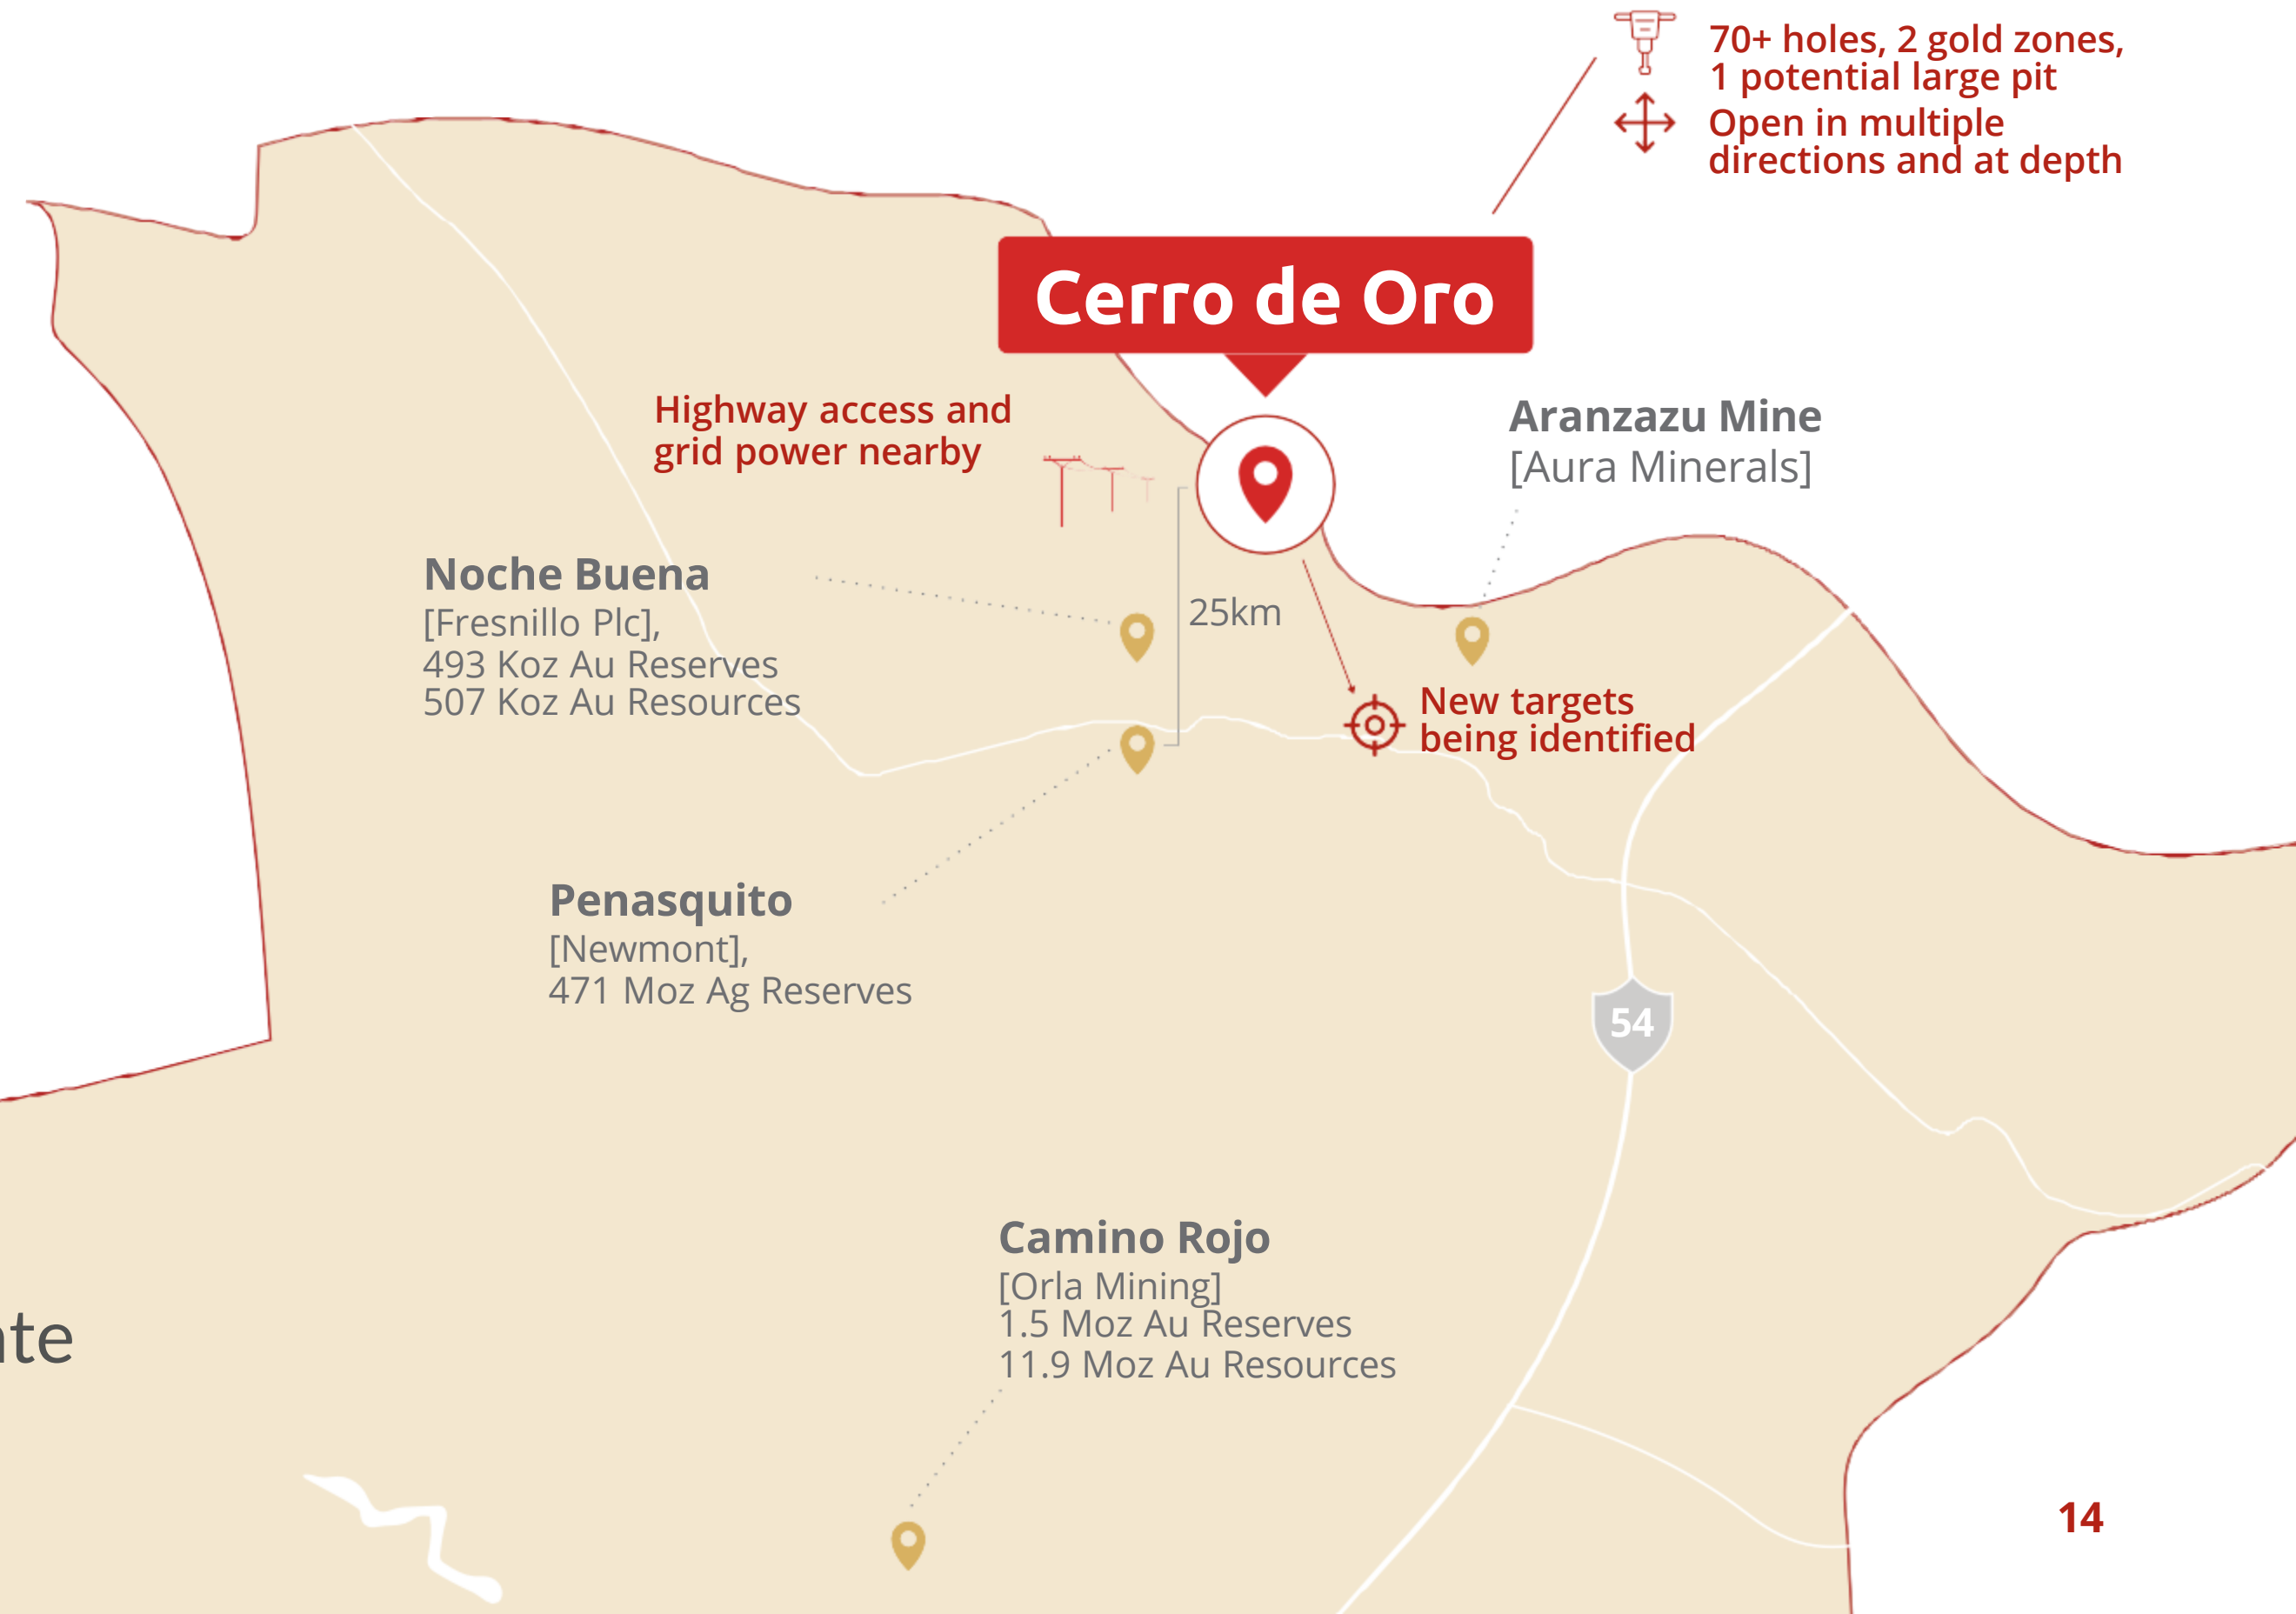 70+ holes, 2 gold zones,
1 potential large pit
Open in multiple
directions and at depth
Cerro de Oro
Highway access and
grid power nearby
Aranzazu Mine
[Aura Minerals]
Noche Buena
[Fresnillo Plc],
493 Koz Au Reserves
507 Koz Au Resources
25km
New targets
being identified
Penasquito
[Newmont],
471 Moz Ag Reserves
54
Camino Rojo
[Orla Mining]
1.5 Moz Au Reserves
11.9 Moz Au Resources
14